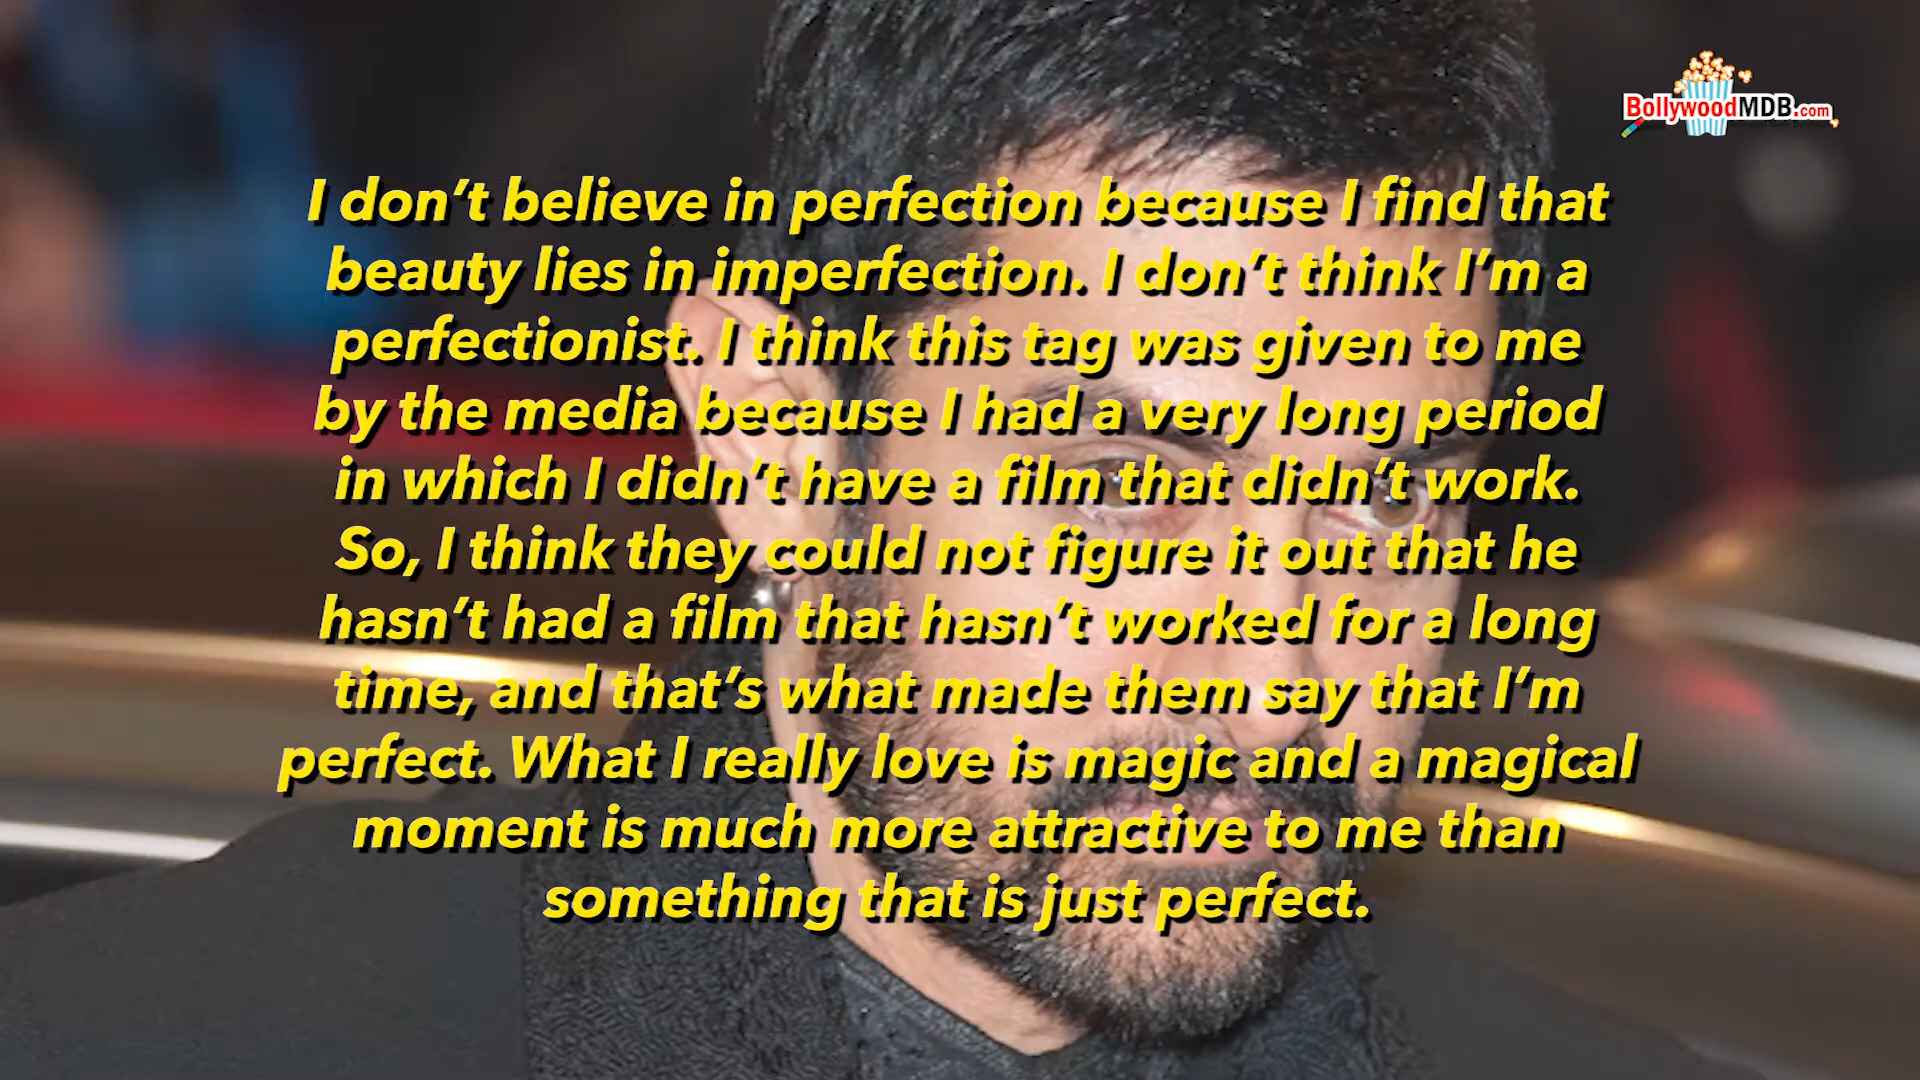 BollywoodMDB.com
I don't believe in perfection because I find that
beauty lies in imperfection. I don't think I'm a
perfectionist. I think this tag was given to me
by the media because I had a very long period
in which I didn't have a film that didn't work.
So, I think they could not figure it out that he
hasn't had a film that hasn't worked for a long
time, and that's what made them say that I'm
perfect. What I really love is magic and a magical
moment is much more attractive to me than
something that is just perfect.